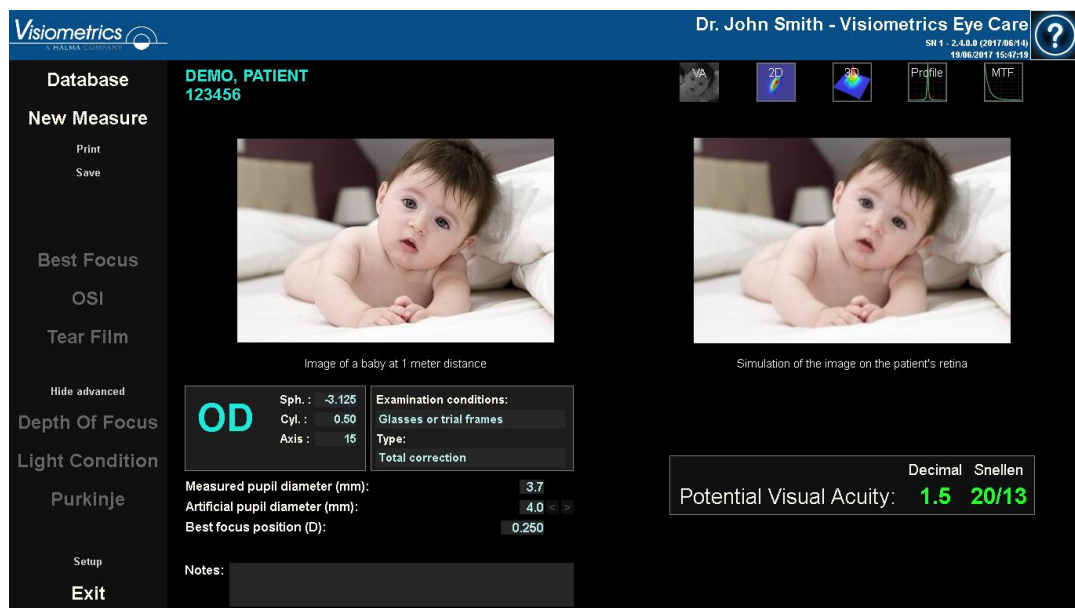 Visiometrics
A HALMA COMPANY
Dr. John Smith - Visiometrics Eye Care
SN 1 - 2.4.0.0 (2017/06/14)
19/06/2017 15:47:19
?
Database
New Measure
Print
Save
Best Focus
OSI
Tear Film
Hide advanced
Depth Of Focus
Light Condition
Purkinje
Setup
Exit
DEMO, PATIENT
123456
VA 2D 3D Profile MTF
Image of a baby at 1 meter distance
Simulation of the image on the patient's retina
OD
Sph. : -3.125
Cyl. : 0.50
Axis : 15
Examination conditions:
Glasses or trial frames
Type:
Total correction
Measured pupil diameter (mm): 3.7
Artificial pupil diameter (mm): 4.0 < >
Best focus position (D): 0.250
Notes:
Decimal Snellen
Potential Visual Acuity: 1.5 20/13